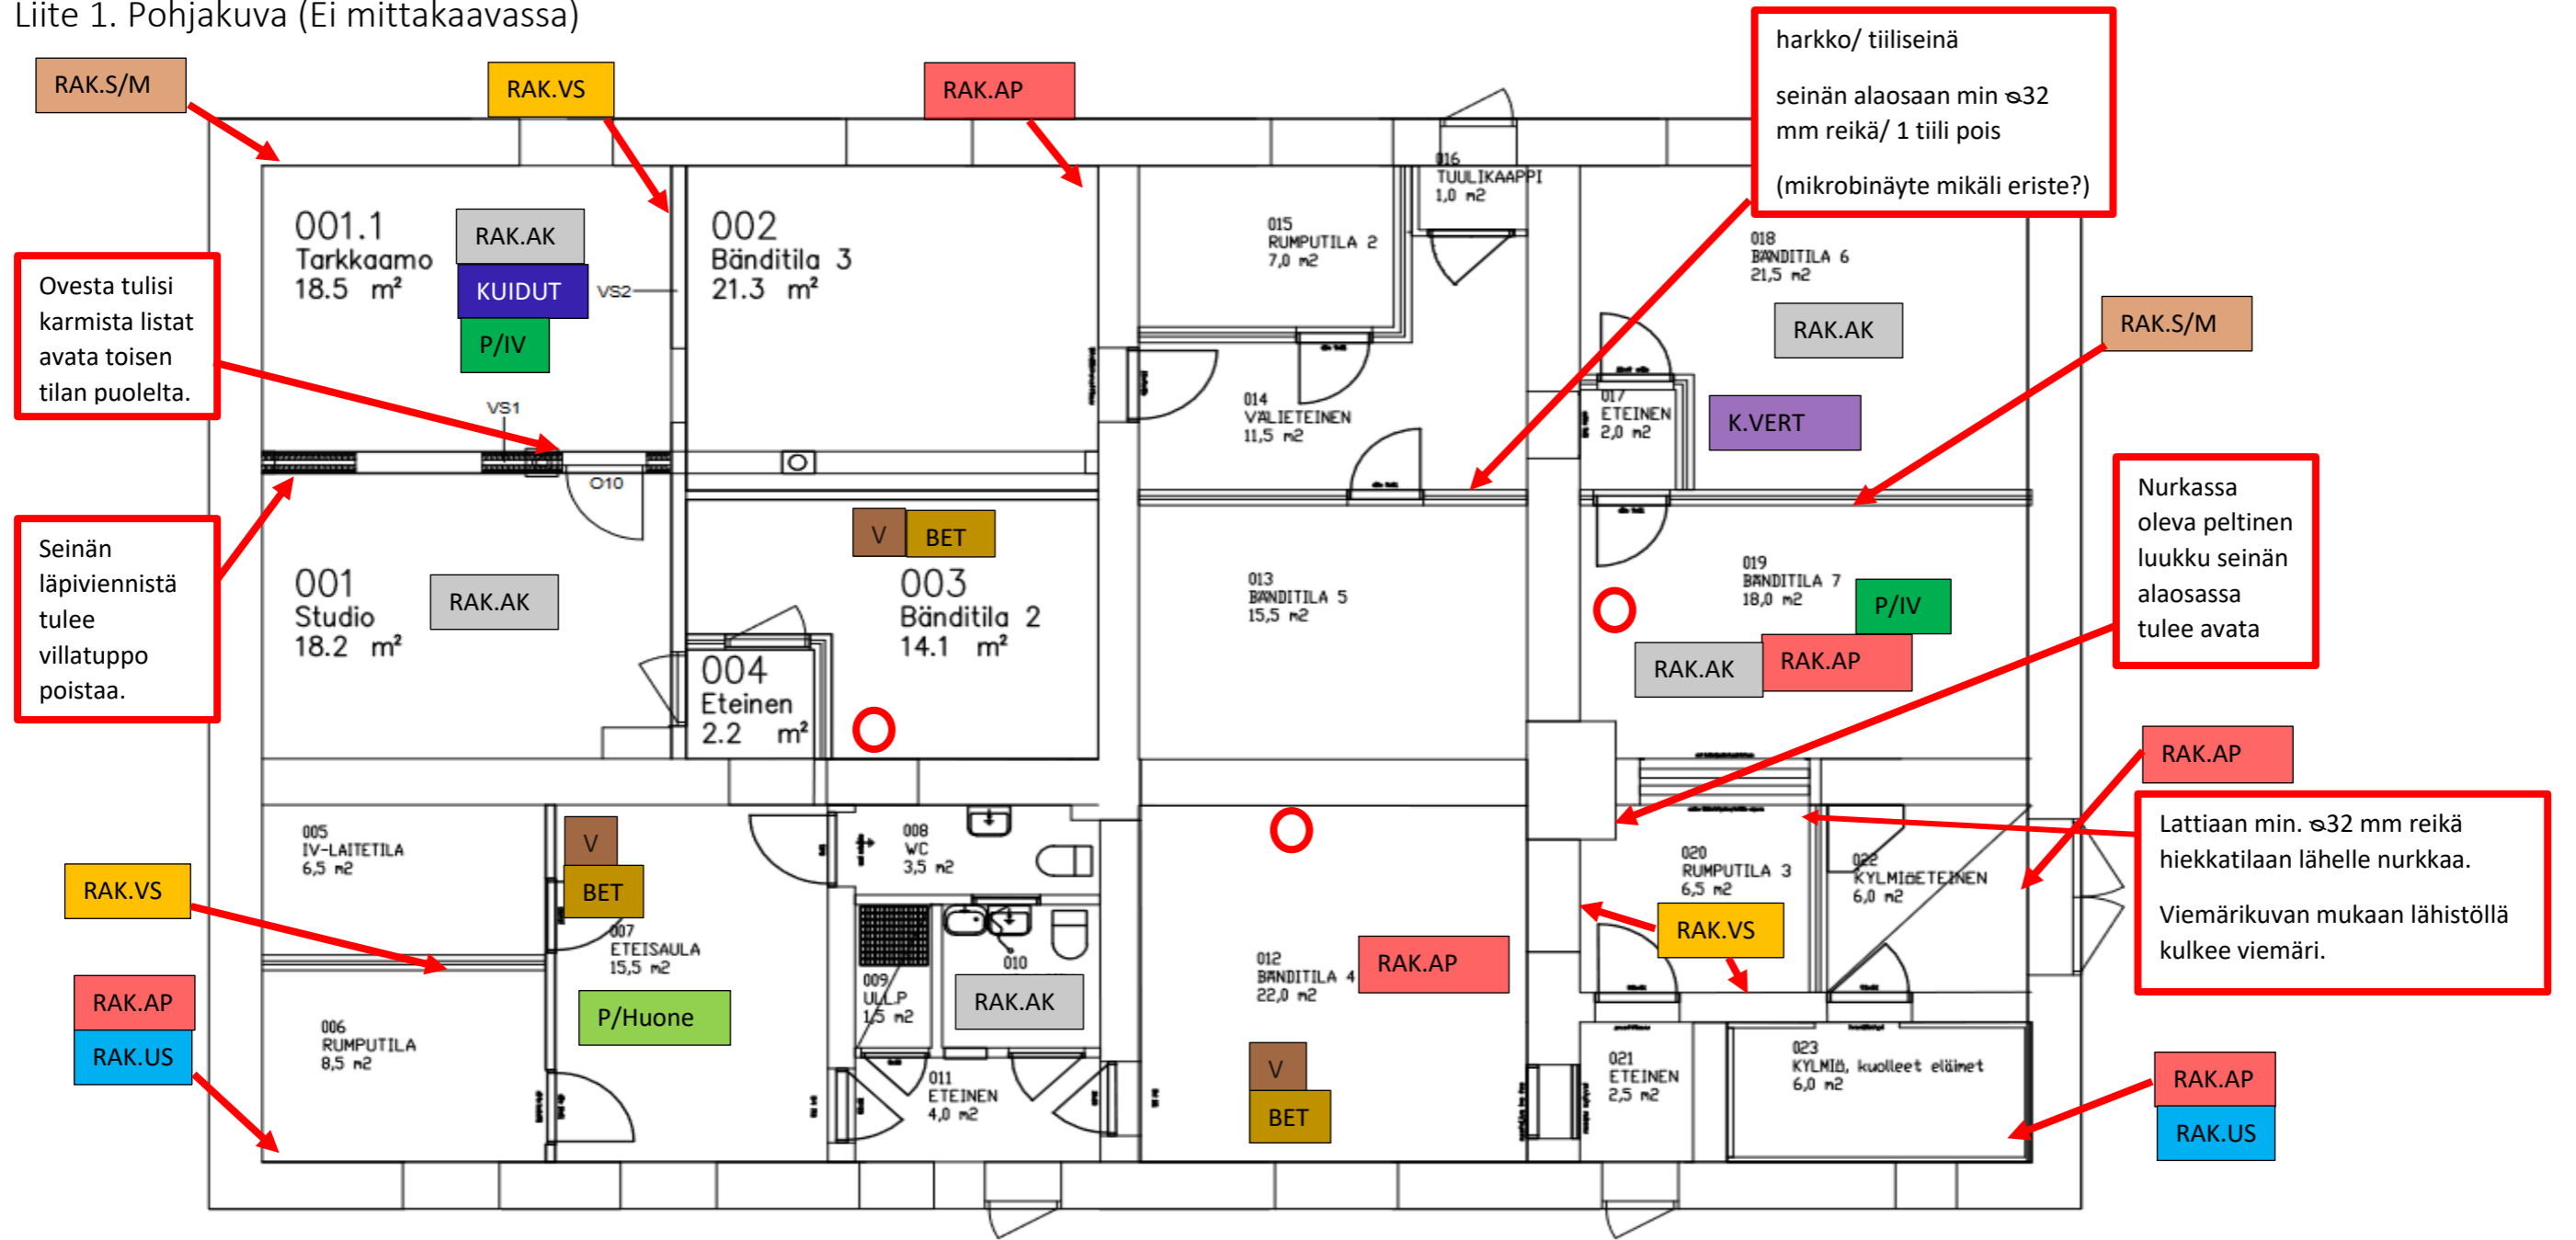 Liite 1. Pohjakuva (Ei mittakaavassa)
RAK.S/M
RAK.VS
RAK.AP
harkko/ tiiliseinä
seinän alaosaan min ⌀32
mm reikä/ 1 tiili pois
(mikrobinäyte mikäli eriste?)
001.1
Tarkkaamo
18.5 m²
RAK.AK
KUIDUT
P/IV
VS2
VS1
O10
002
Bänditila 3
21.3 m²
015
RUMPUTILA 2
7,0 m2
016
TUULIKAAPPI
1,0 m2
018
BÄNDITILA 6
21,5 m2
RAK.AK
K.VERT
RAK.S/M
Ovesta tulisi
karmista listat
avata toisen
tilan puolelta.
014
VÄLIETEINEN
11,5 m2
017
ETEINEN
2,0 m2
Seinän
läpiviennistä
tulee
villatuppo
poistaa.
001
Studio
18.2 m²
RAK.AK
V
BET
003
Bänditila 2
14.1 m²
004
Eteinen
2.2 m²
013
BÄNDITILA 5
15,5 m2
019
BÄNDITILA 7
18,0 m2
P/IV
RAK.AK
RAK.AP
Nurkassa
oleva peltinen
luukku seinän
alaosassa
tulee avata
RAK.AP
Lattiaan min. ⌀32 mm reikä
hiekkatilaan lähelle nurkkaa.
Viemärikuvan mukaan lähistöllä
kulkee viemäri.
005
IV-LAITETILA
6,5 m2
RAK.VS
V
BET
007
ETEISAULA
15,5 m2
P/Huone
008
WC
3,5 m2
009
ULL.P
1,5 m2
010
RAK.AK
011
ETEINEN
4,0 m2
006
RUMPUTILA
8,5 m2
RAK.AP
RAK.US
012
BÄNDITILA 4
22,0 m2
RAK.AP
V
BET
020
RUMPUTILA 3
6,5 m2
RAK.VS
022
KYLMIÖETEINEN
6,0 m2
021
ETEINEN
2,5 m2
023
KYLMIÖ, kuolleet eläimet
6,0 m2
RAK.AP
RAK.US